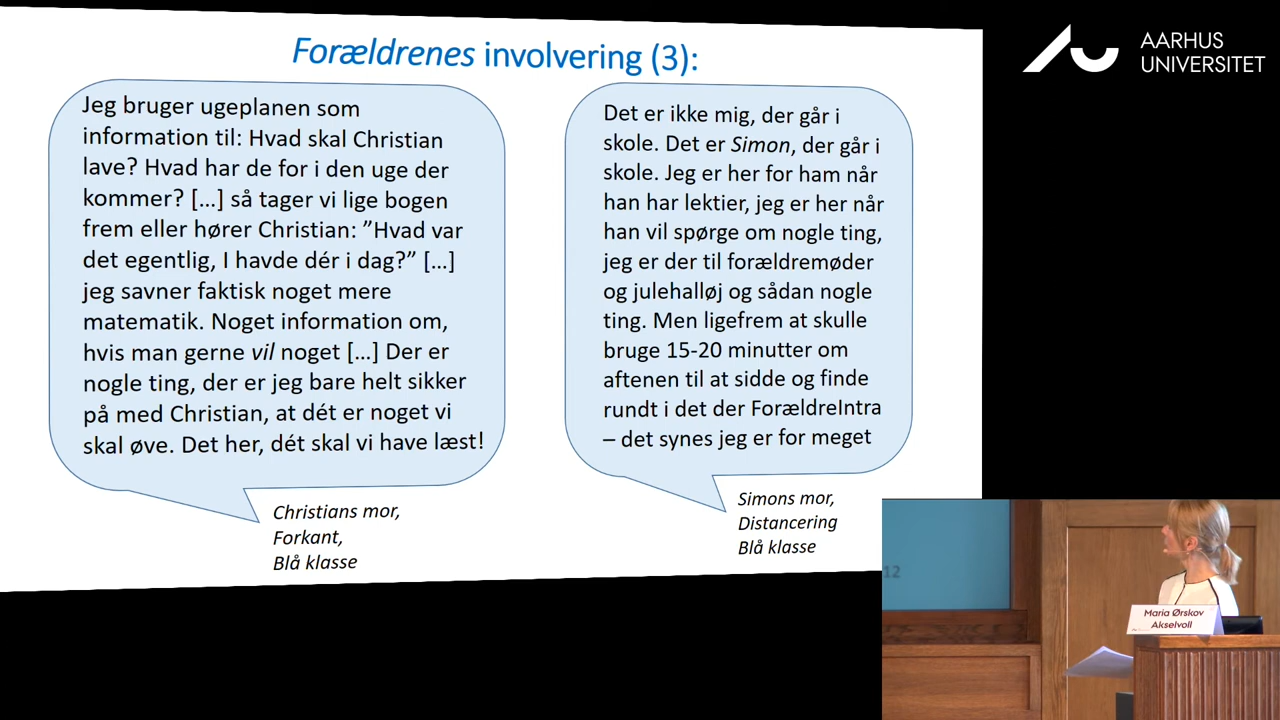 Forældrenes involvering (3):
Jeg bruger ugeplanen som
information til: Hvad skal Christian
lave? Hvad har de for i den uge der
kommer? […] så tager vi lige bogen
frem eller hører Christian: ”Hvad var
det egentlig, I havde dér i dag?” […]
jeg savner faktisk noget mere
matematik. Noget information om,
hvis man gerne vil noget […] Der er
nogle ting, der er jeg bare helt sikker
på med Christian, at dét er noget vi
skal øve. Det her, dét skal vi have læst!
Christians mor,
Forkant,
Blå klasse
Det er ikke mig, der går i
skole. Det er Simon, der går i
skole. Jeg er her for ham når
han har lektier, jeg er her når
han vil spørge om nogle ting,
jeg er der til forældremøder
og julehalløj og sådan nogle
ting. Men ligefrem at skulle
bruge 15-20 minutter om
aftenen til at sidde og finde
rundt i det der ForældreIntra
– det synes jeg er for meget
Simons mor,
Distancering
Blå klasse
AARHUS
UNIVERSITET
12
Maria Ørskov
Akselvoll